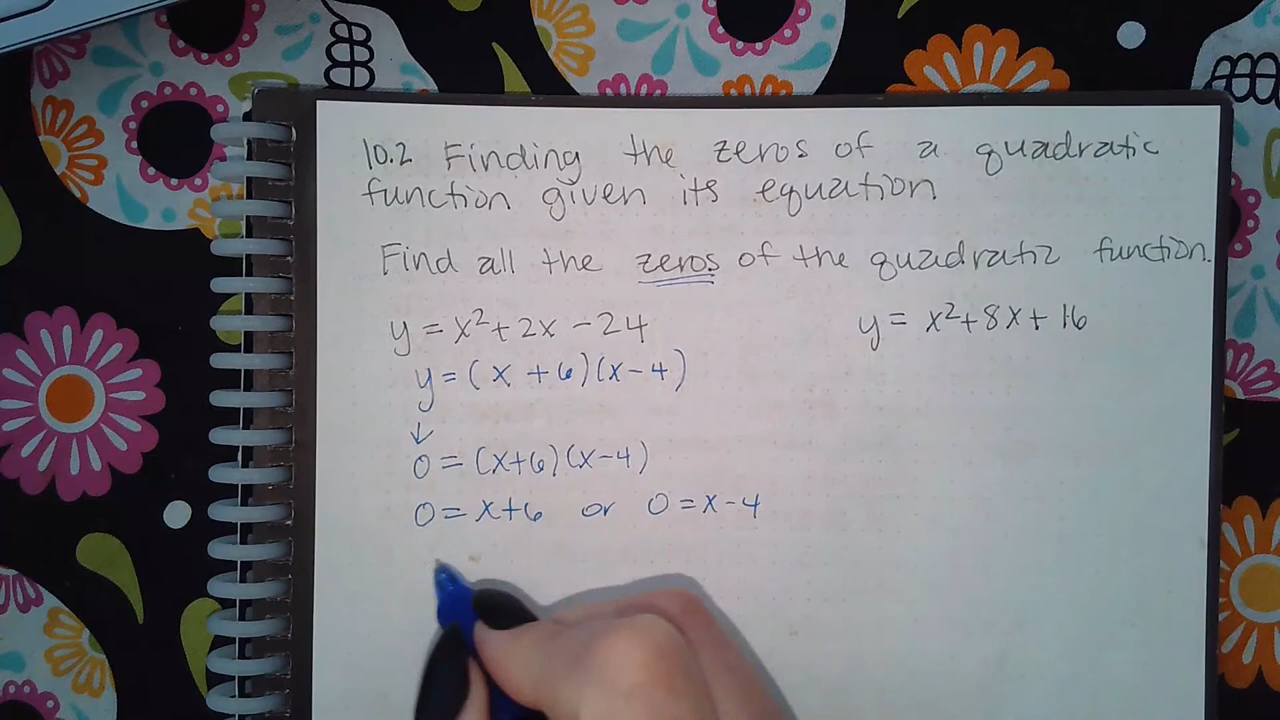 10.2 Finding the zeros of a quadratic
function given its equation
Find all the zeros of the quadratic function.
y = x²+2x-24
y = (x +6)(x-4)
↓
0 = (x+6)(x-4)
0 = x+6 or 0 = x-4
y = x²+8x+16